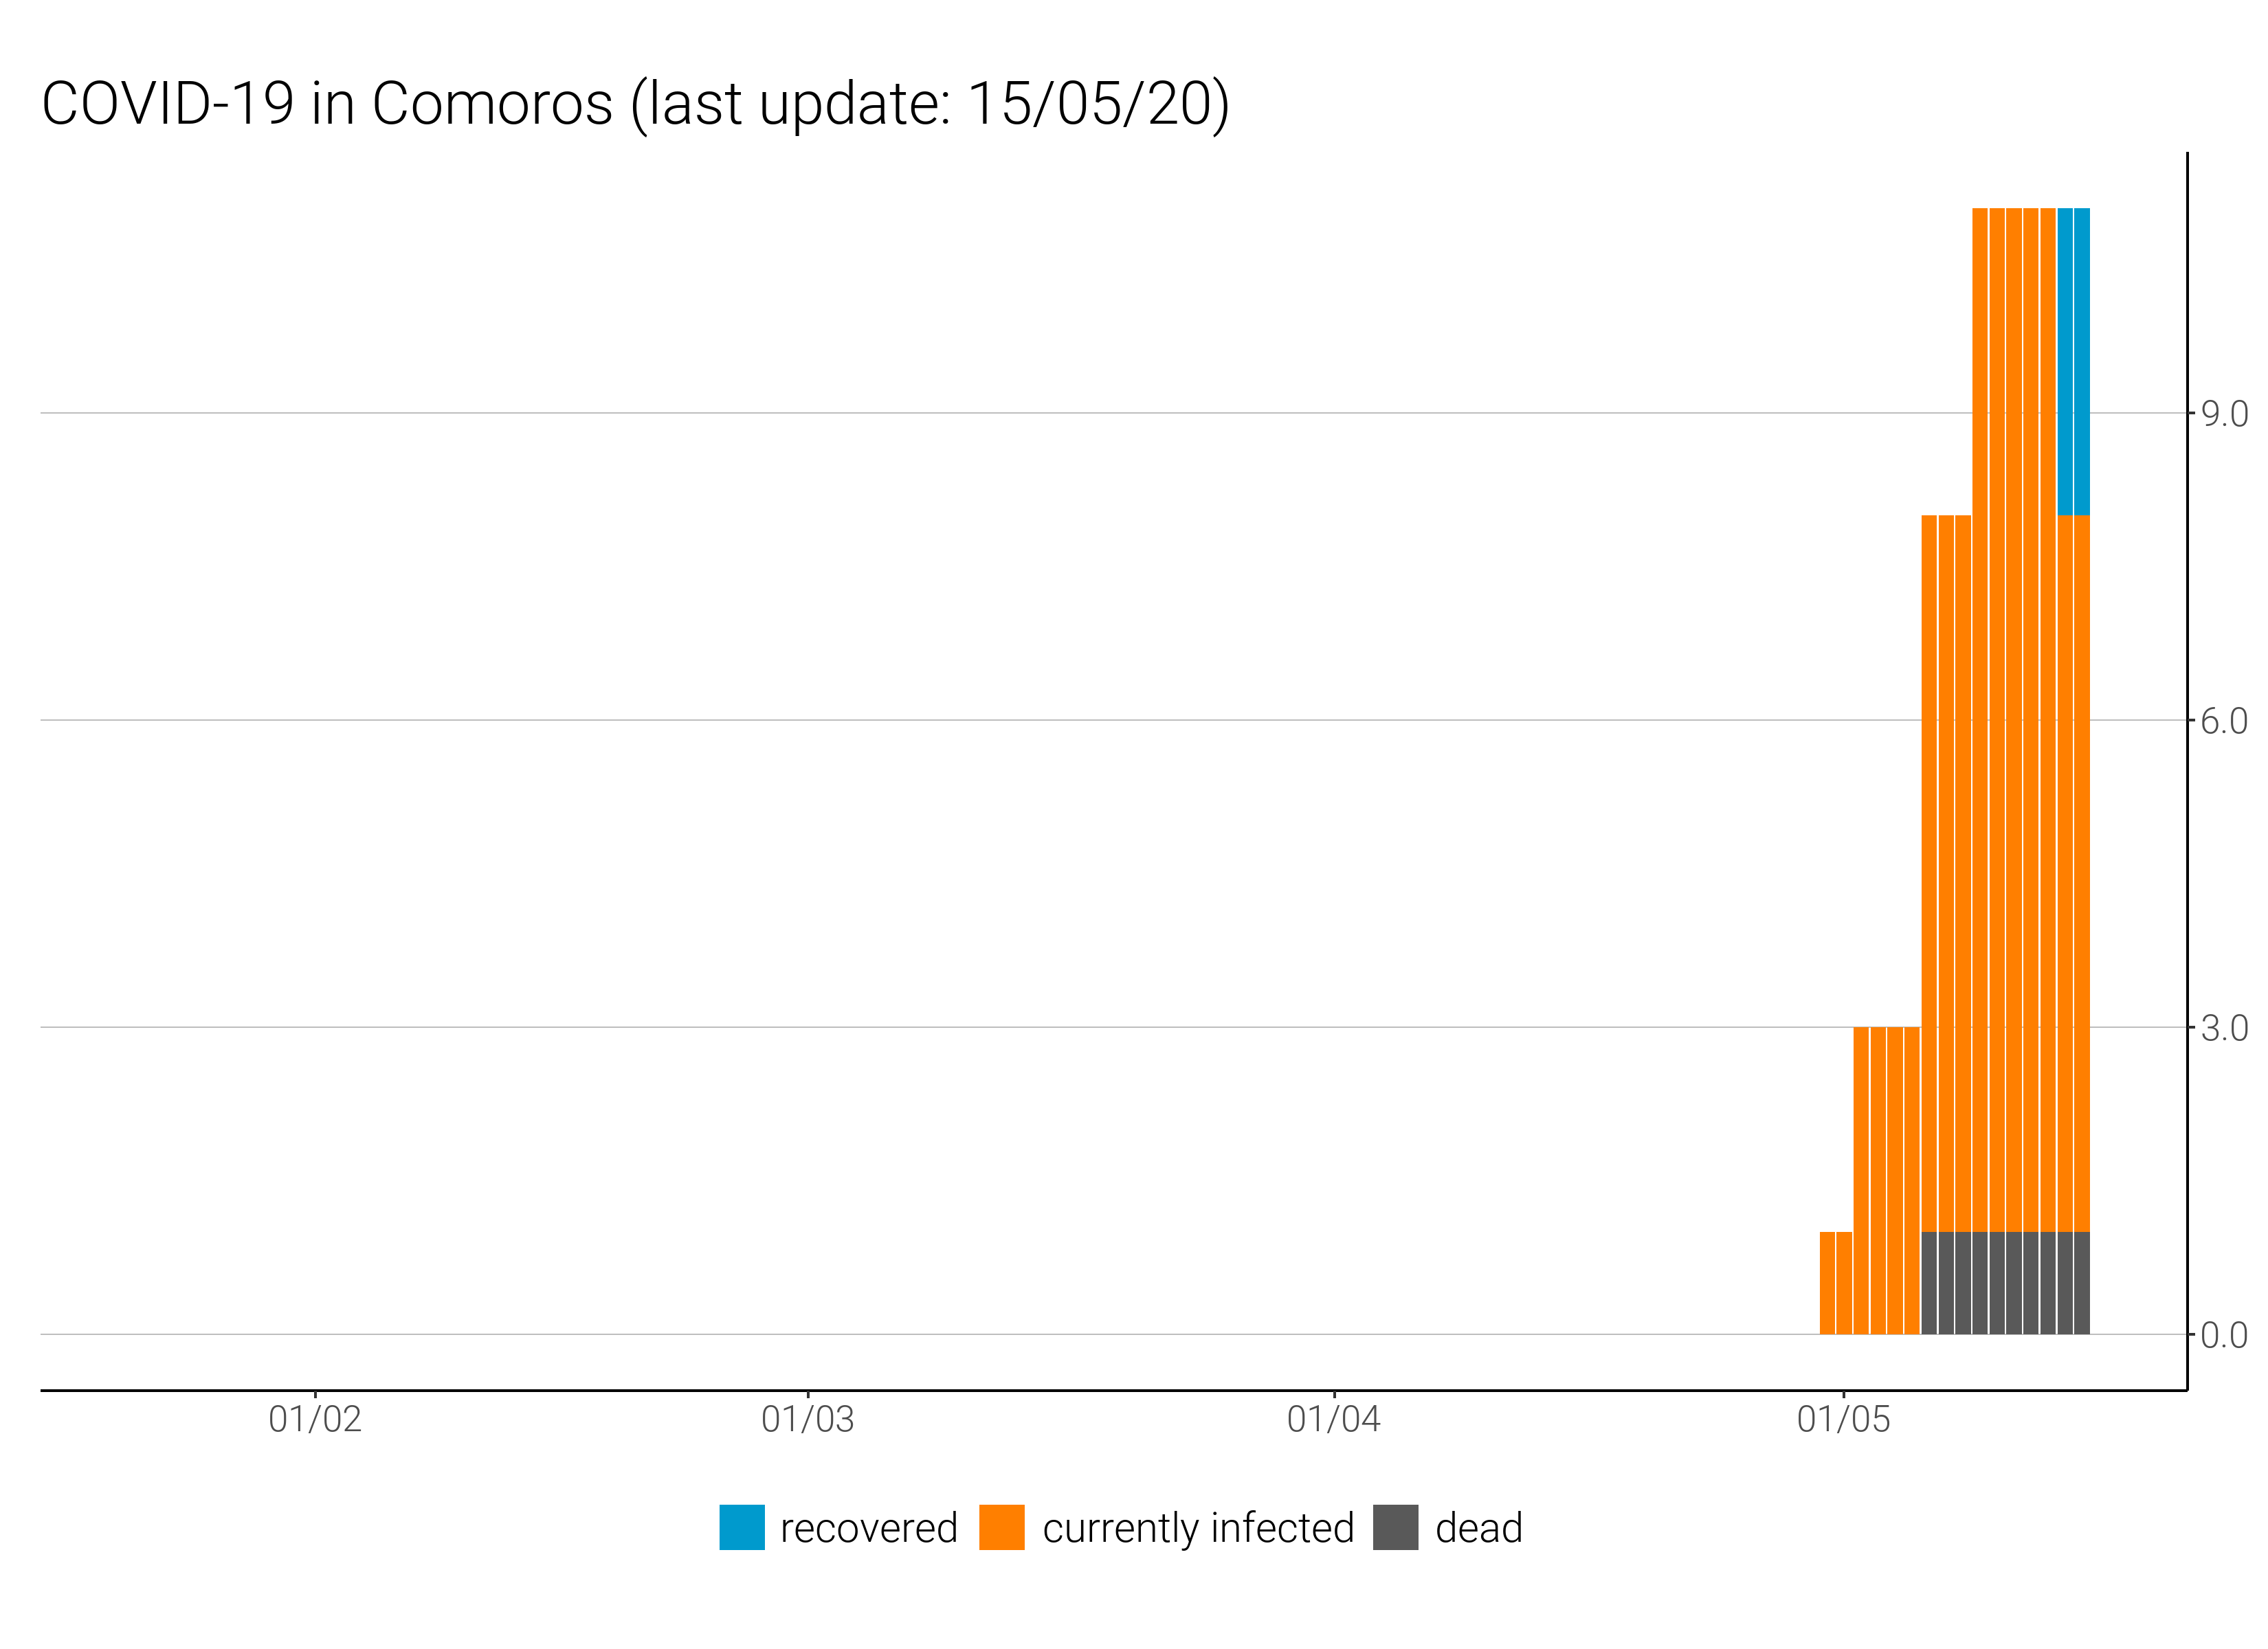 COVID-19 in Comoros (last update: 15/05/20)
9.0
6.0
3.0
0.0
01/02 01/03 01/04 01/05
recovered currently infected dead